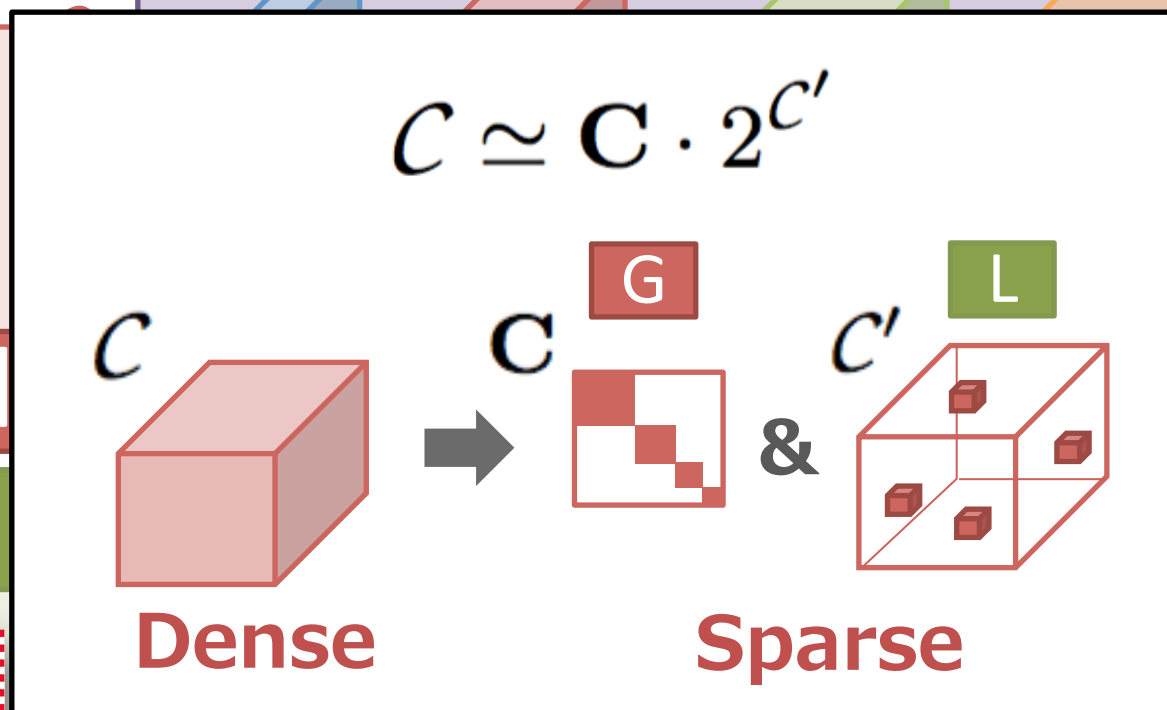 𝒞 ≃ 𝐂 · 2^𝒞′
G
L
𝒞
𝐂
𝒞′
&
Dense
Sparse